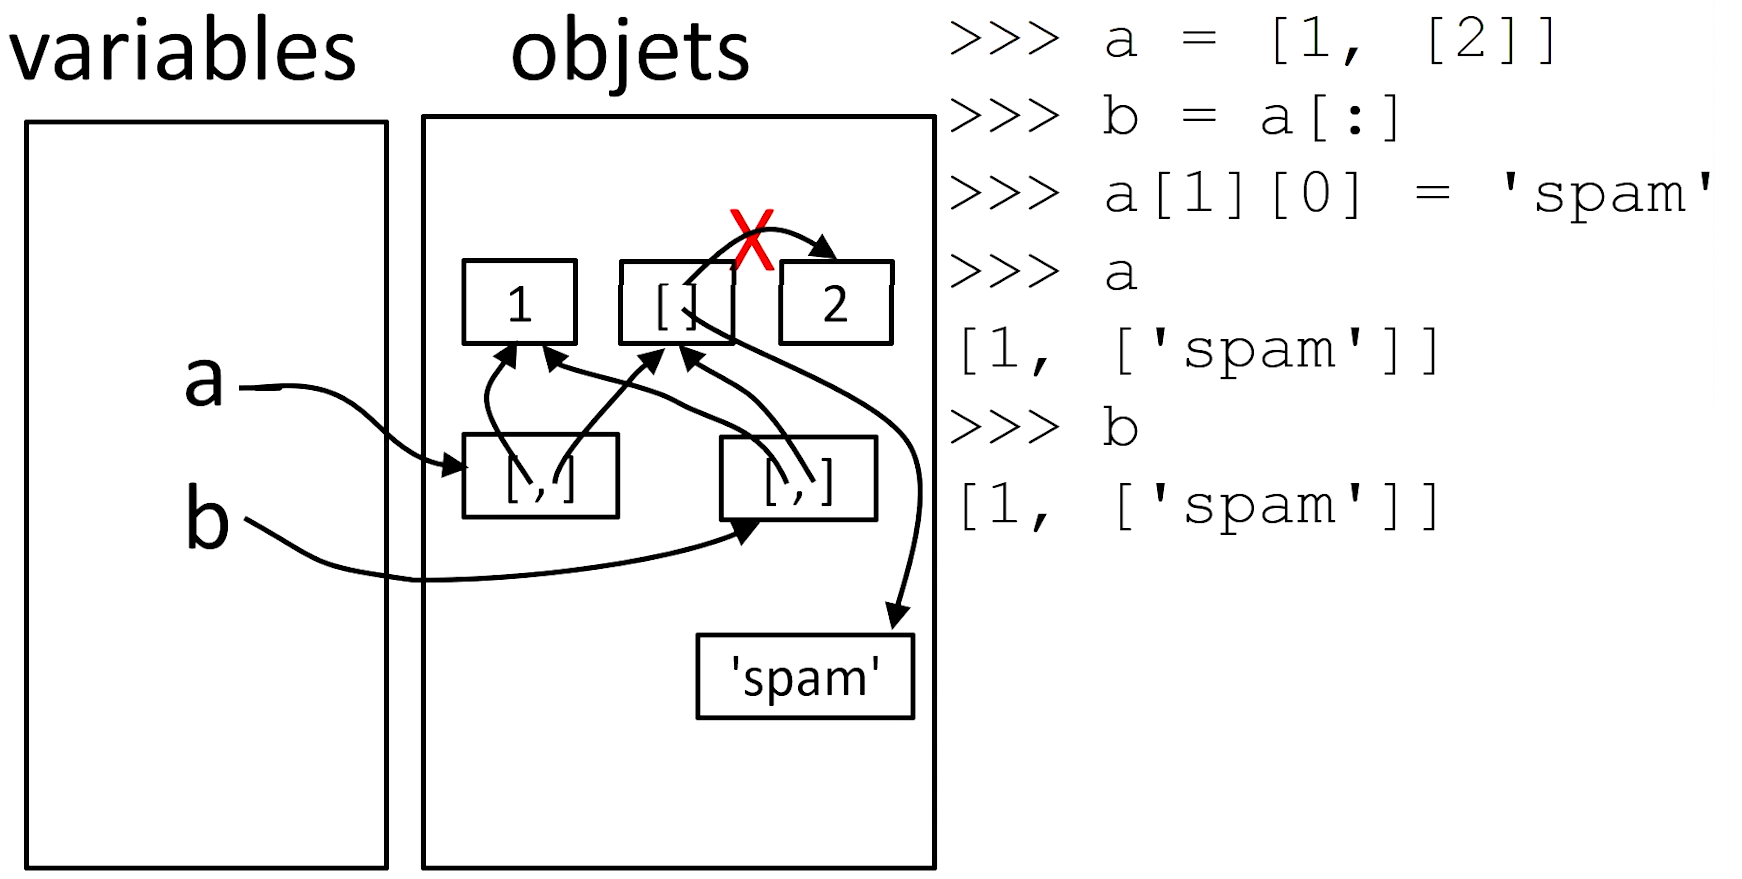 variables
objets
1
[ ]
2
a
[ , ]
[ , ]
b
'spam'
X
>>> a = [1, [2]]
>>> b = a[:]
>>> a[1][0] = 'spam'
>>> a
[1, ['spam']]
>>> b
[1, ['spam']]